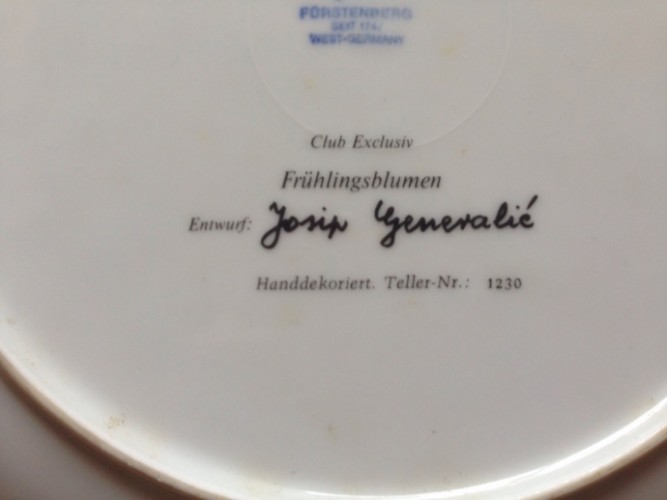 FÜRSTENBERG
SEIT 1747
WEST-GERMANY
Club Exclusiv
Frühlingsblumen
Entwurf: Josip Generalić
Handdekoriert. Teller-Nr.: 1230